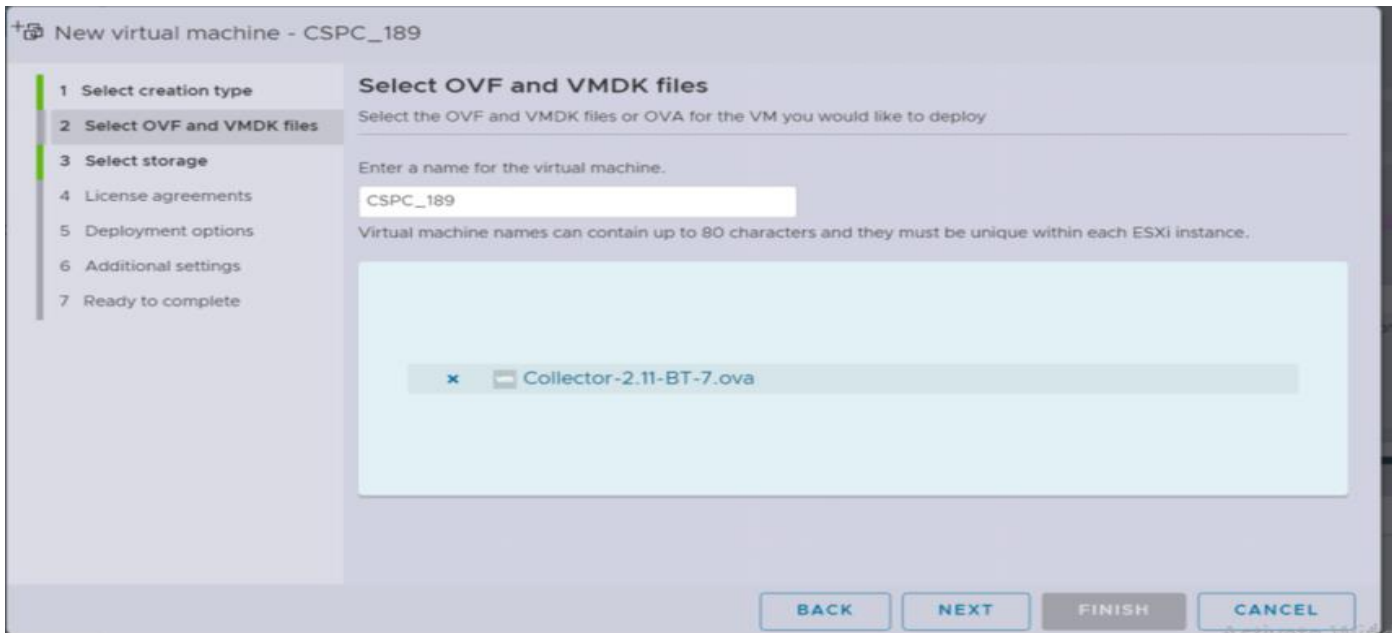 New virtual machine - CSPC_189
1 Select creation type
2 Select OVF and VMDK files
3 Select storage
4 License agreements
5 Deployment options
6 Additional settings
7 Ready to complete
Select OVF and VMDK files
Select the OVF and VMDK files or OVA for the VM you would like to deploy
Enter a name for the virtual machine.
CSPC_189
Virtual machine names can contain up to 80 characters and they must be unique within each ESXi instance.
× Collector-2.11-BT-7.ova
BACK NEXT FINISH CANCEL